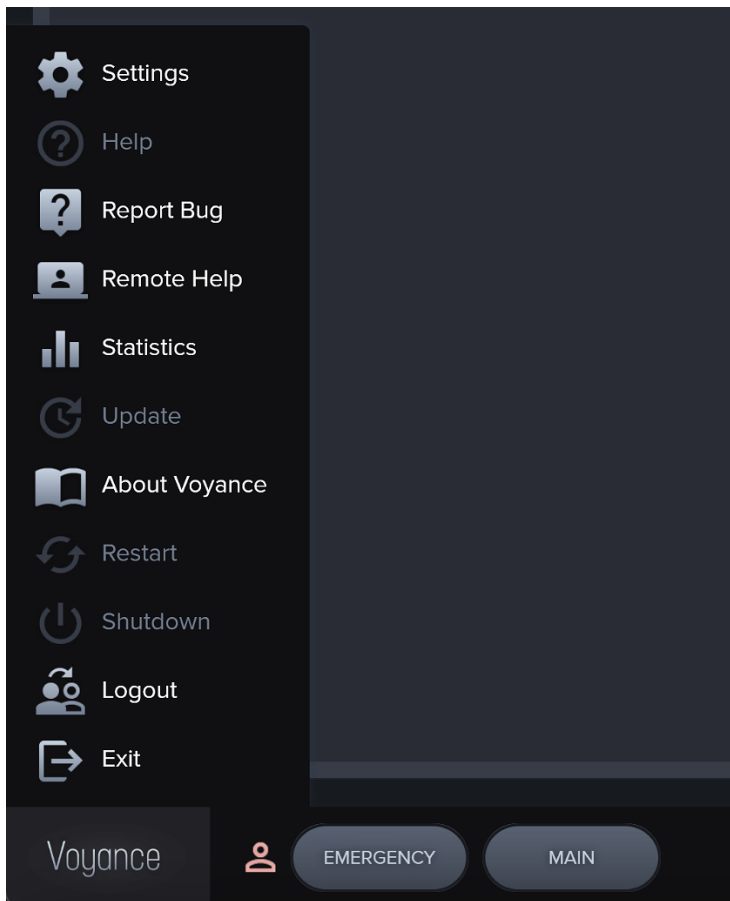 Settings
Help
Report Bug
Remote Help
Statistics
Update
About Voyance
Restart
Shutdown
Logout
Exit
Voyance
EMERGENCY
MAIN